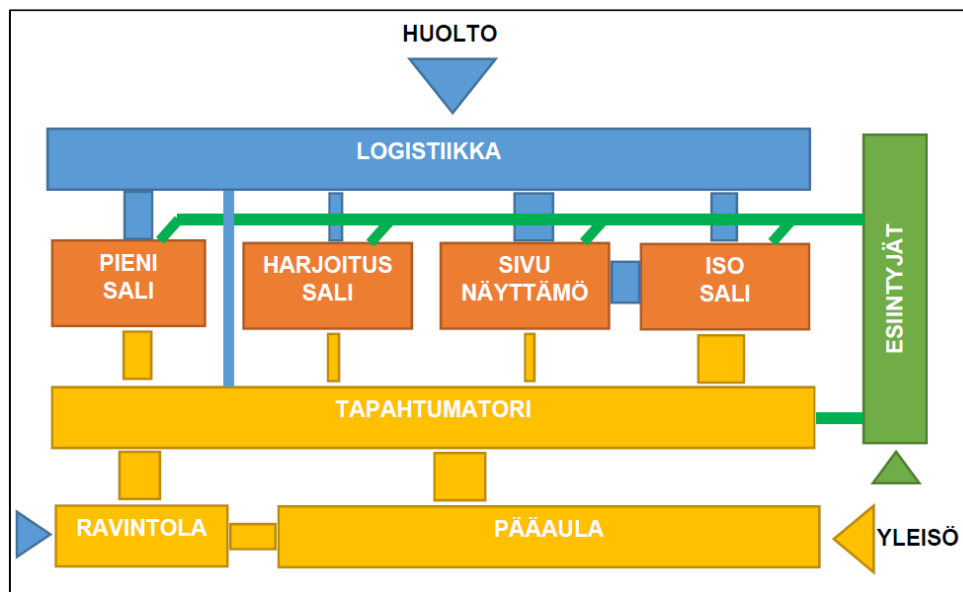 HUOLTO
LOGISTIIKKA
PIENI
SALI
HARJOITUS
SALI
SIVU
NÄYTTÄMÖ
ISO
SALI
ESIINTYJÄT
TAPAHTUMATORI
RAVINTOLA
PÄÄAULA
YLEISÖ